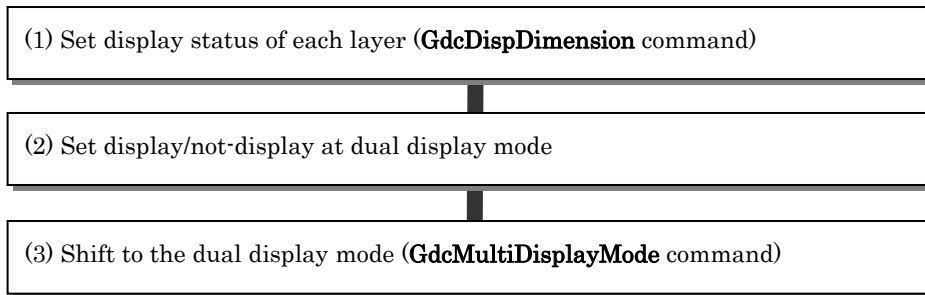 (1) Set display status of each layer (GdcDispDimension command)
(2) Set display/not-display at dual display mode
(3) Shift to the dual display mode (GdcMultiDisplayMode command)